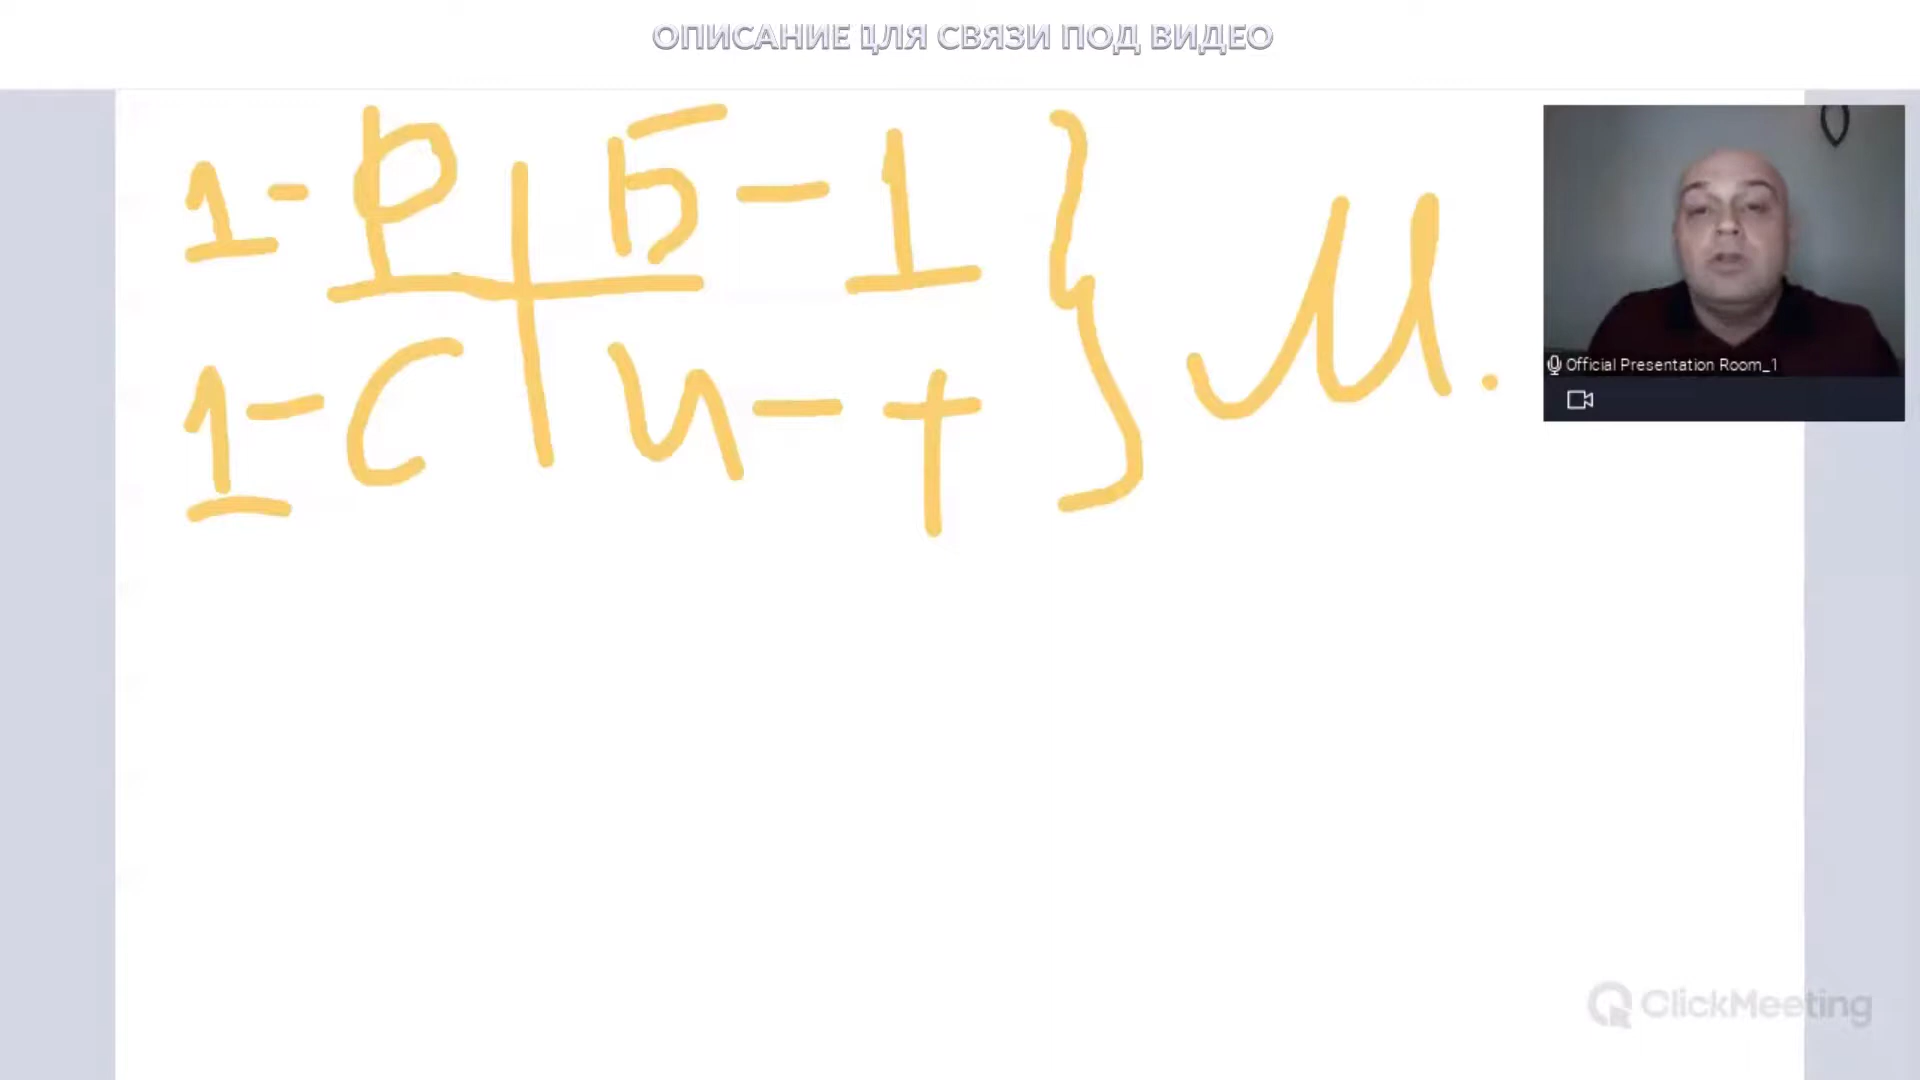 ОПИСАНИЕ ДЛЯ СВЯЗИ ПОД ВИДЕО
1 - Р | Б - 1
1 - С | И - +
} М.
Official Presentation Room_1
ClickMeeting